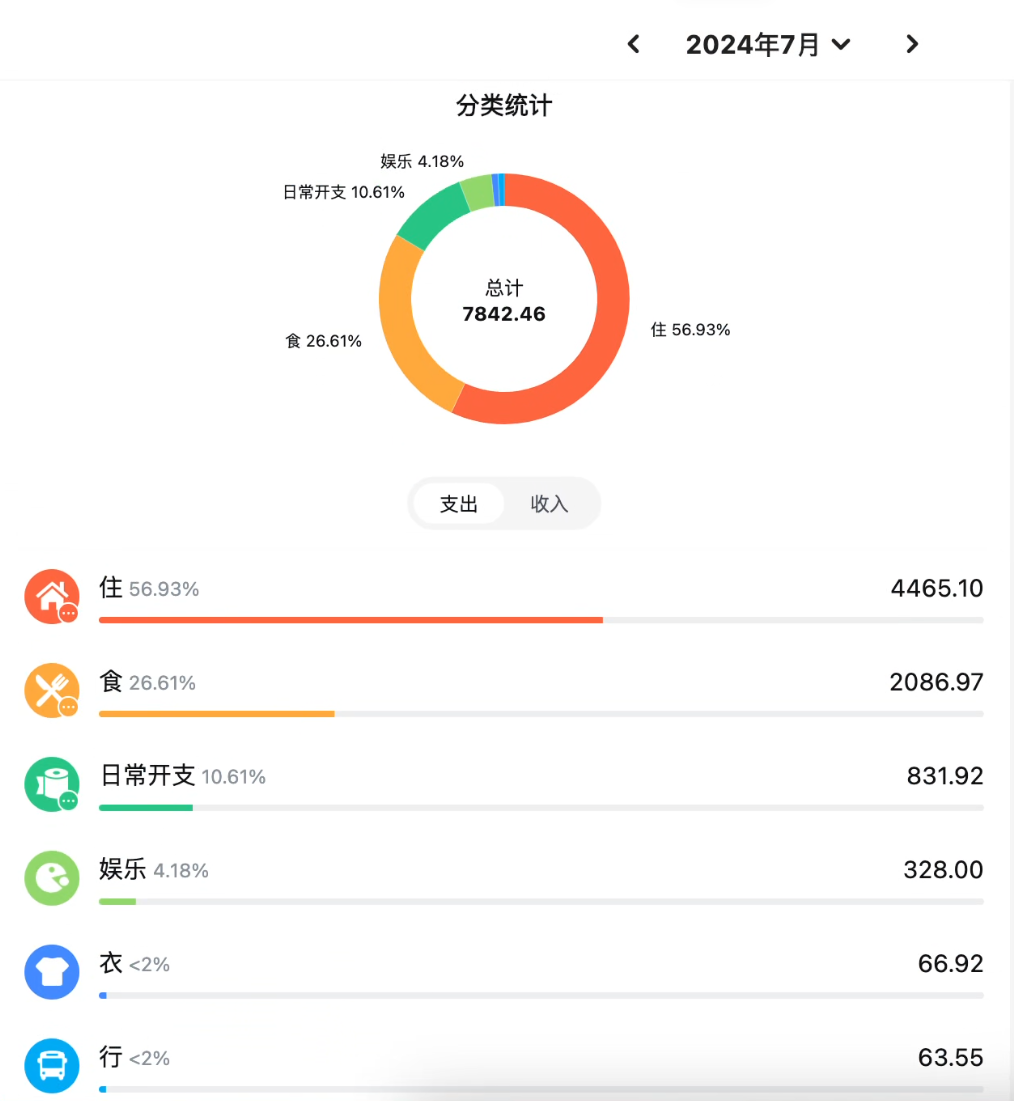 2024年7月
分类统计
娱乐 4.18%
日常开支 10.61%
总计
7842.46
住 56.93%
食 26.61%
支出 收入
住 56.93% 4465.10
食 26.61% 2086.97
日常开支 10.61% 831.92
娱乐 4.18% 328.00
衣 <2% 66.92
行 <2% 63.55